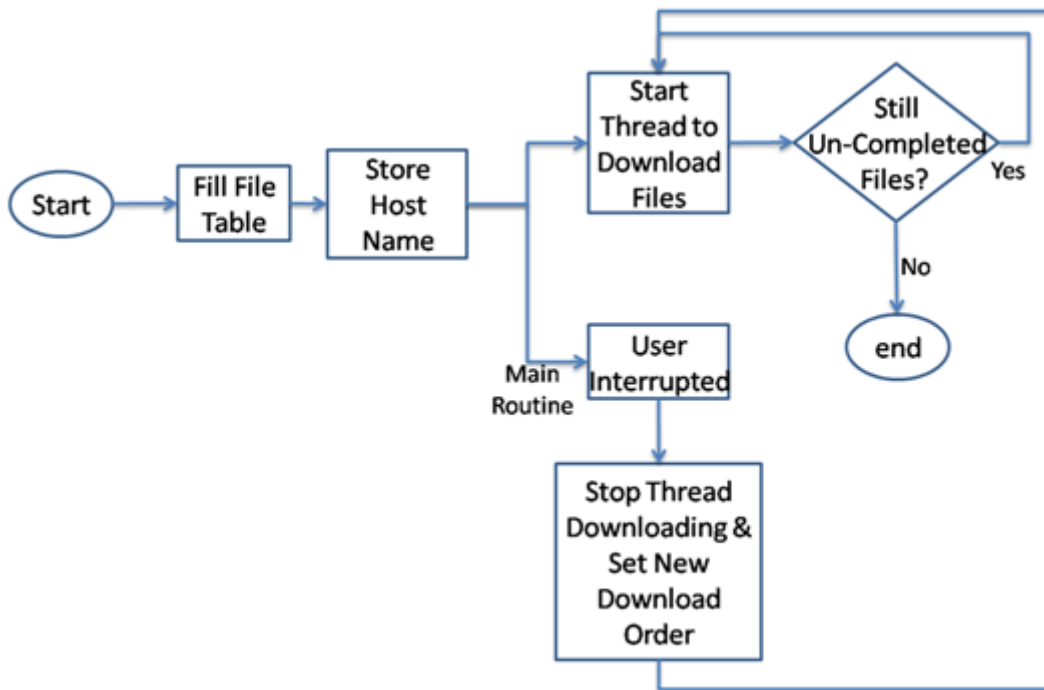 Start
Fill File
Table
Store
Host
Name
Start
Thread to
Download
Files
Still
Un-Completed
Files?
Yes
No
end
Main
Routine
User
Interrupted
Stop Thread
Downloading &
Set New
Download
Order